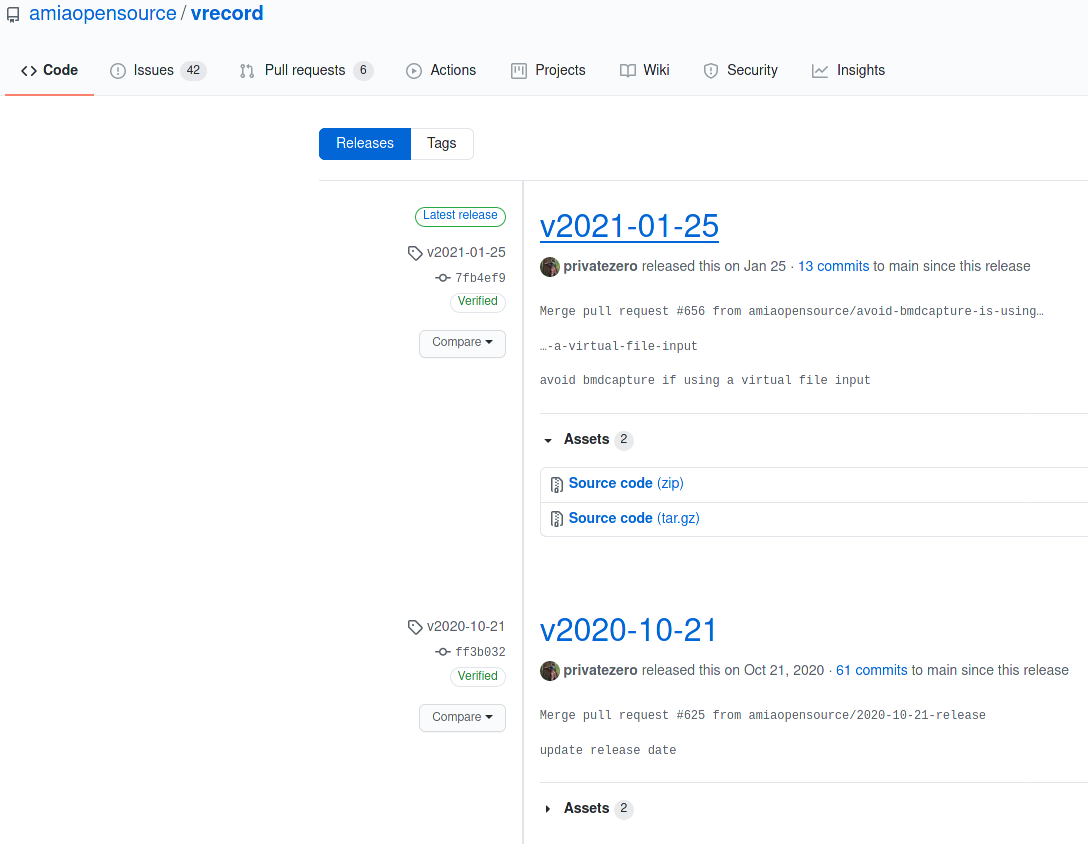 amiaopensource / vrecord
Code Issues 42 Pull requests 6 Actions Projects Wiki Security Insights
Releases Tags
Latest release
v2021-01-25
7fb4ef9
Verified
Compare
v2021-01-25
privatezero released this on Jan 25 · 13 commits to main since this release
Merge pull request #656 from amiaopensource/avoid-bmdcapture-is-using…
…-a-virtual-file-input
avoid bmdcapture if using a virtual file input
Assets 2
Source code (zip)
Source code (tar.gz)
v2020-10-21
ff3b032
Verified
Compare
v2020-10-21
privatezero released this on Oct 21, 2020 · 61 commits to main since this release
Merge pull request #625 from amiaopensource/2020-10-21-release
update release date
Assets 2